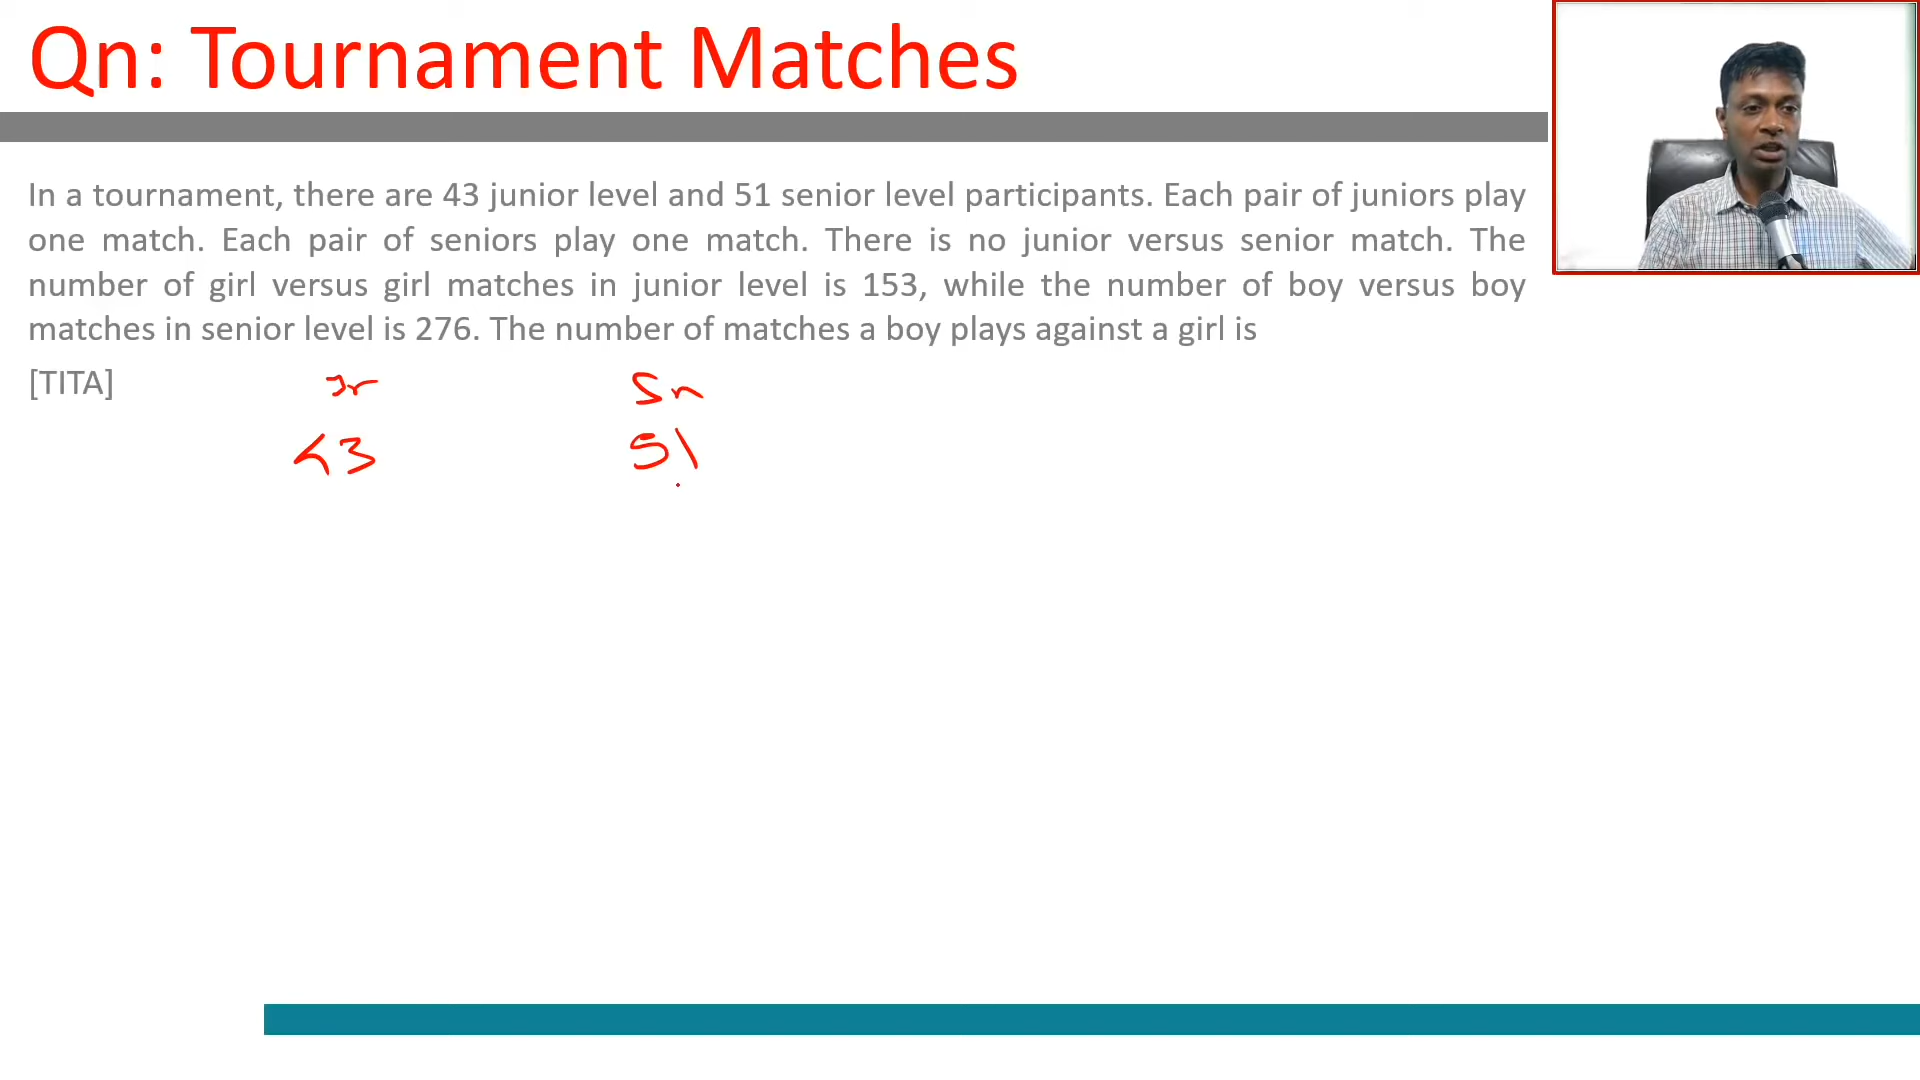 Qn: Tournament Matches
In a tournament, there are 43 junior level and 51 senior level participants. Each pair of juniors play
one match. Each pair of seniors play one match. There is no junior versus senior match. The
number of girl versus girl matches in junior level is 153, while the number of boy versus boy
matches in senior level is 276. The number of matches a boy plays against a girl is
[TITA]
Jr Sr
43 51